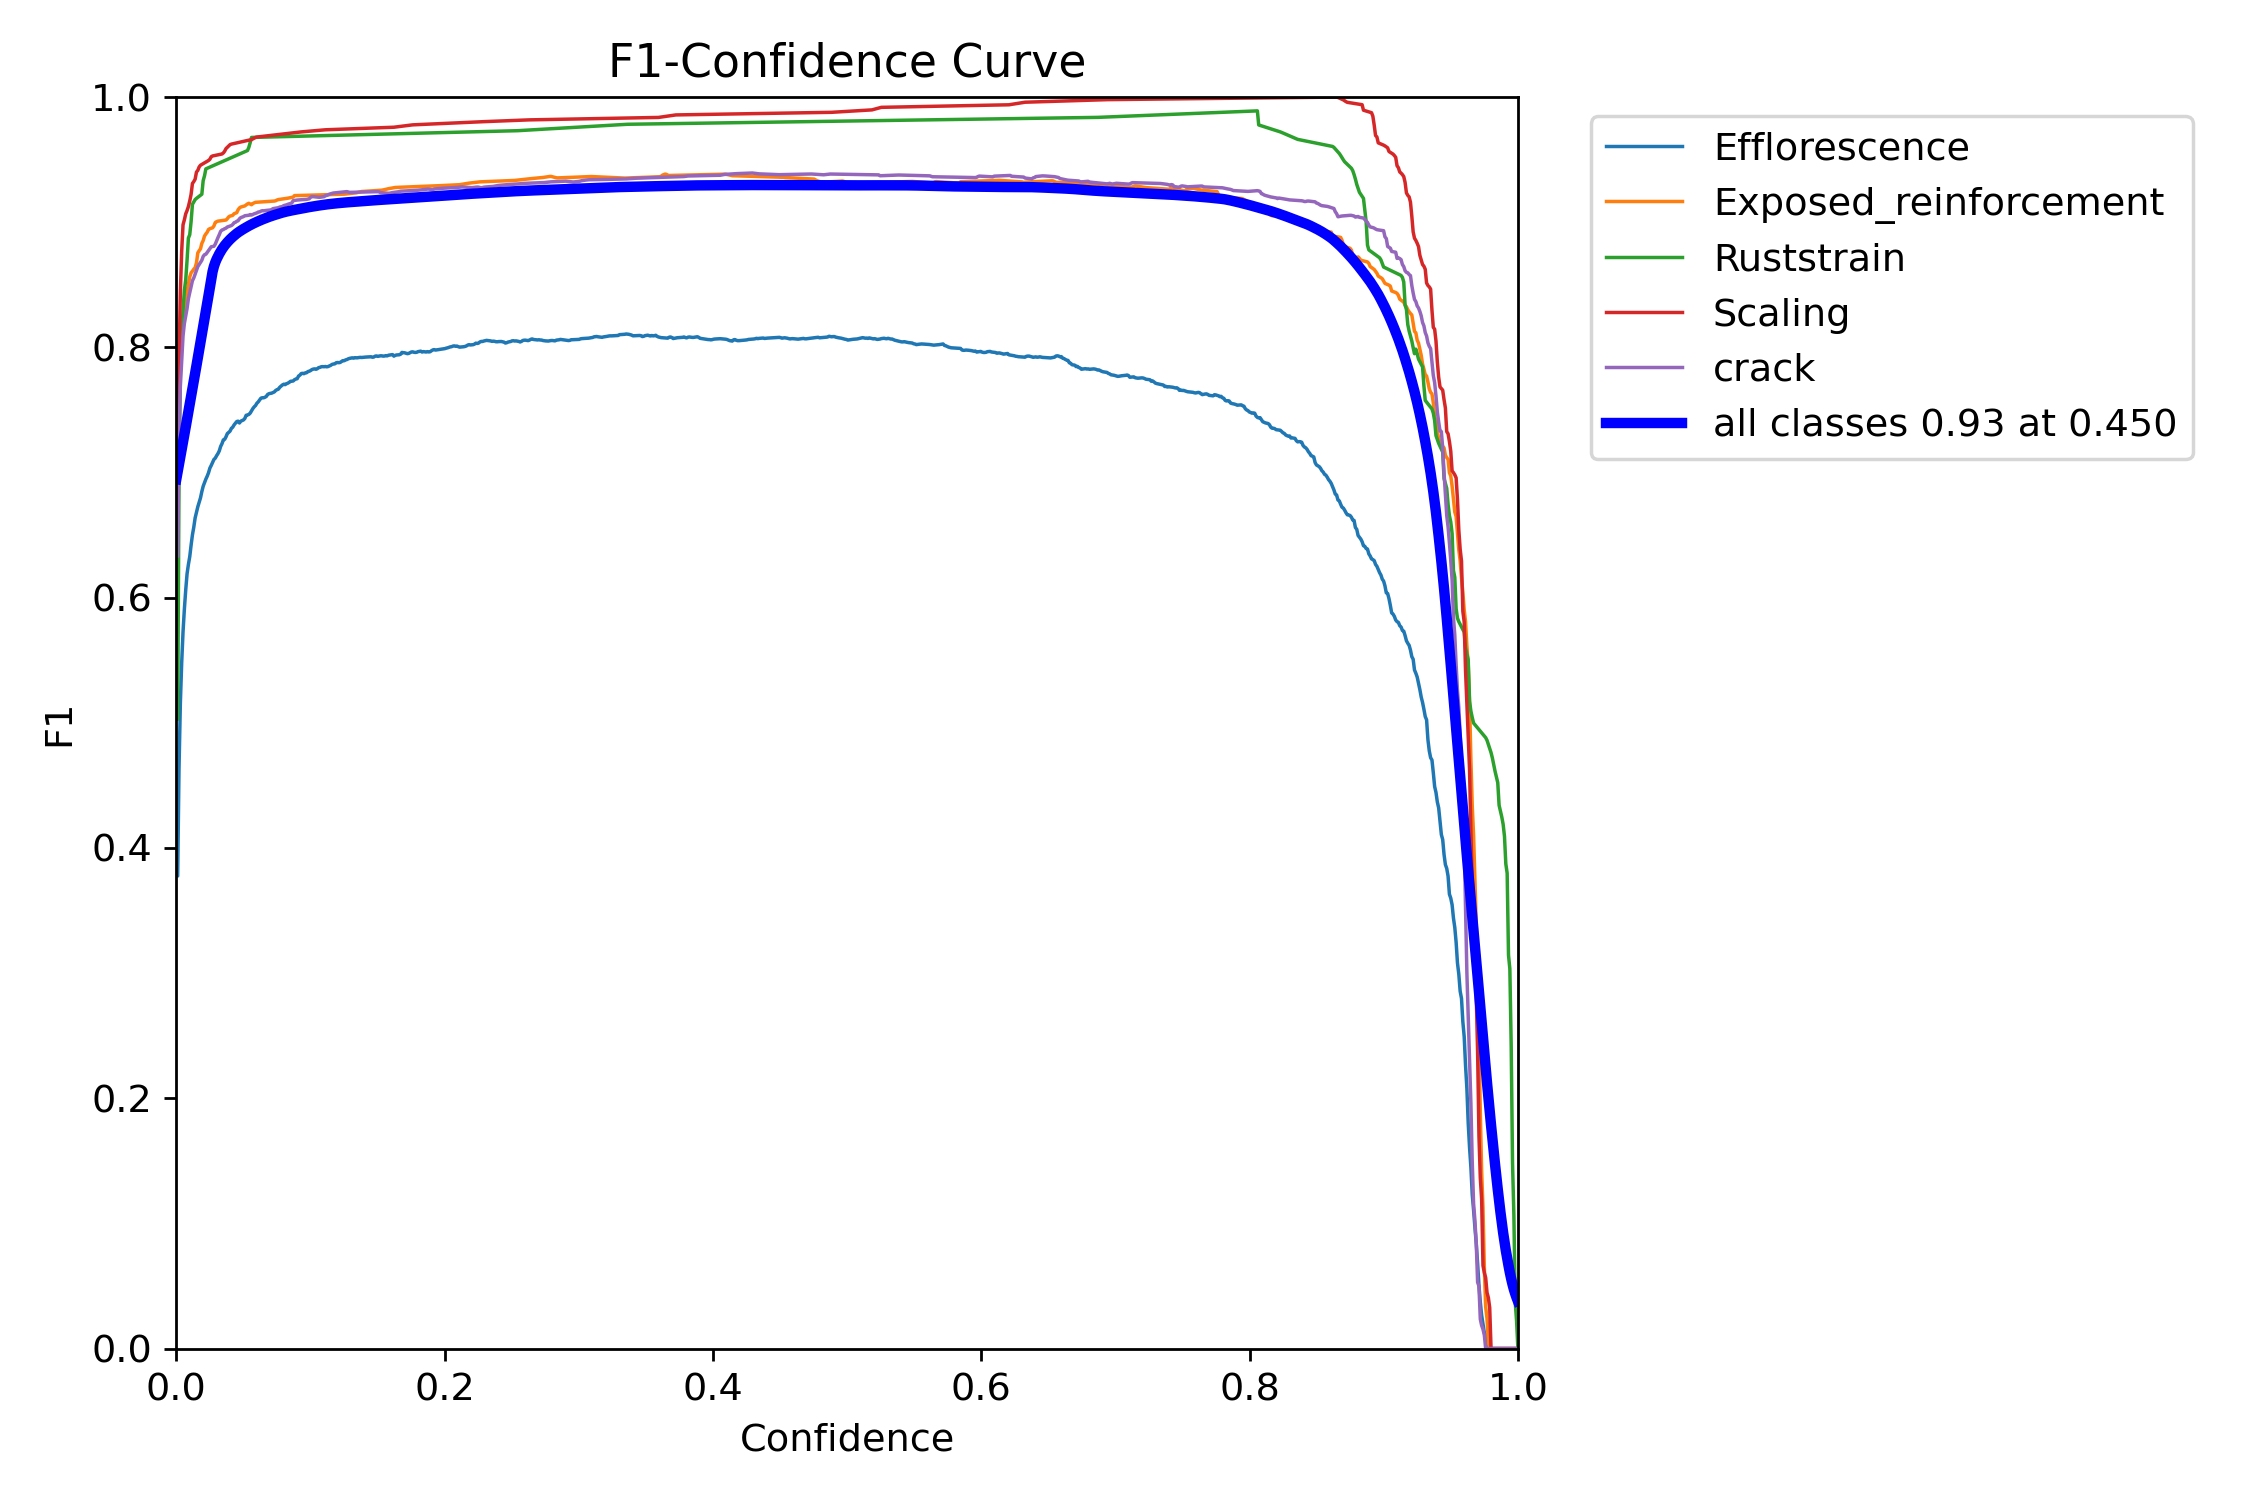 F1-Confidence Curve
1.0
0.8
0.6
0.4
0.2
0.0
F1
0.0 0.2 0.4 0.6 0.8 1.0
Confidence
Efflorescence
Exposed_reinforcement
Ruststrain
Scaling
crack
all classes 0.93 at 0.450